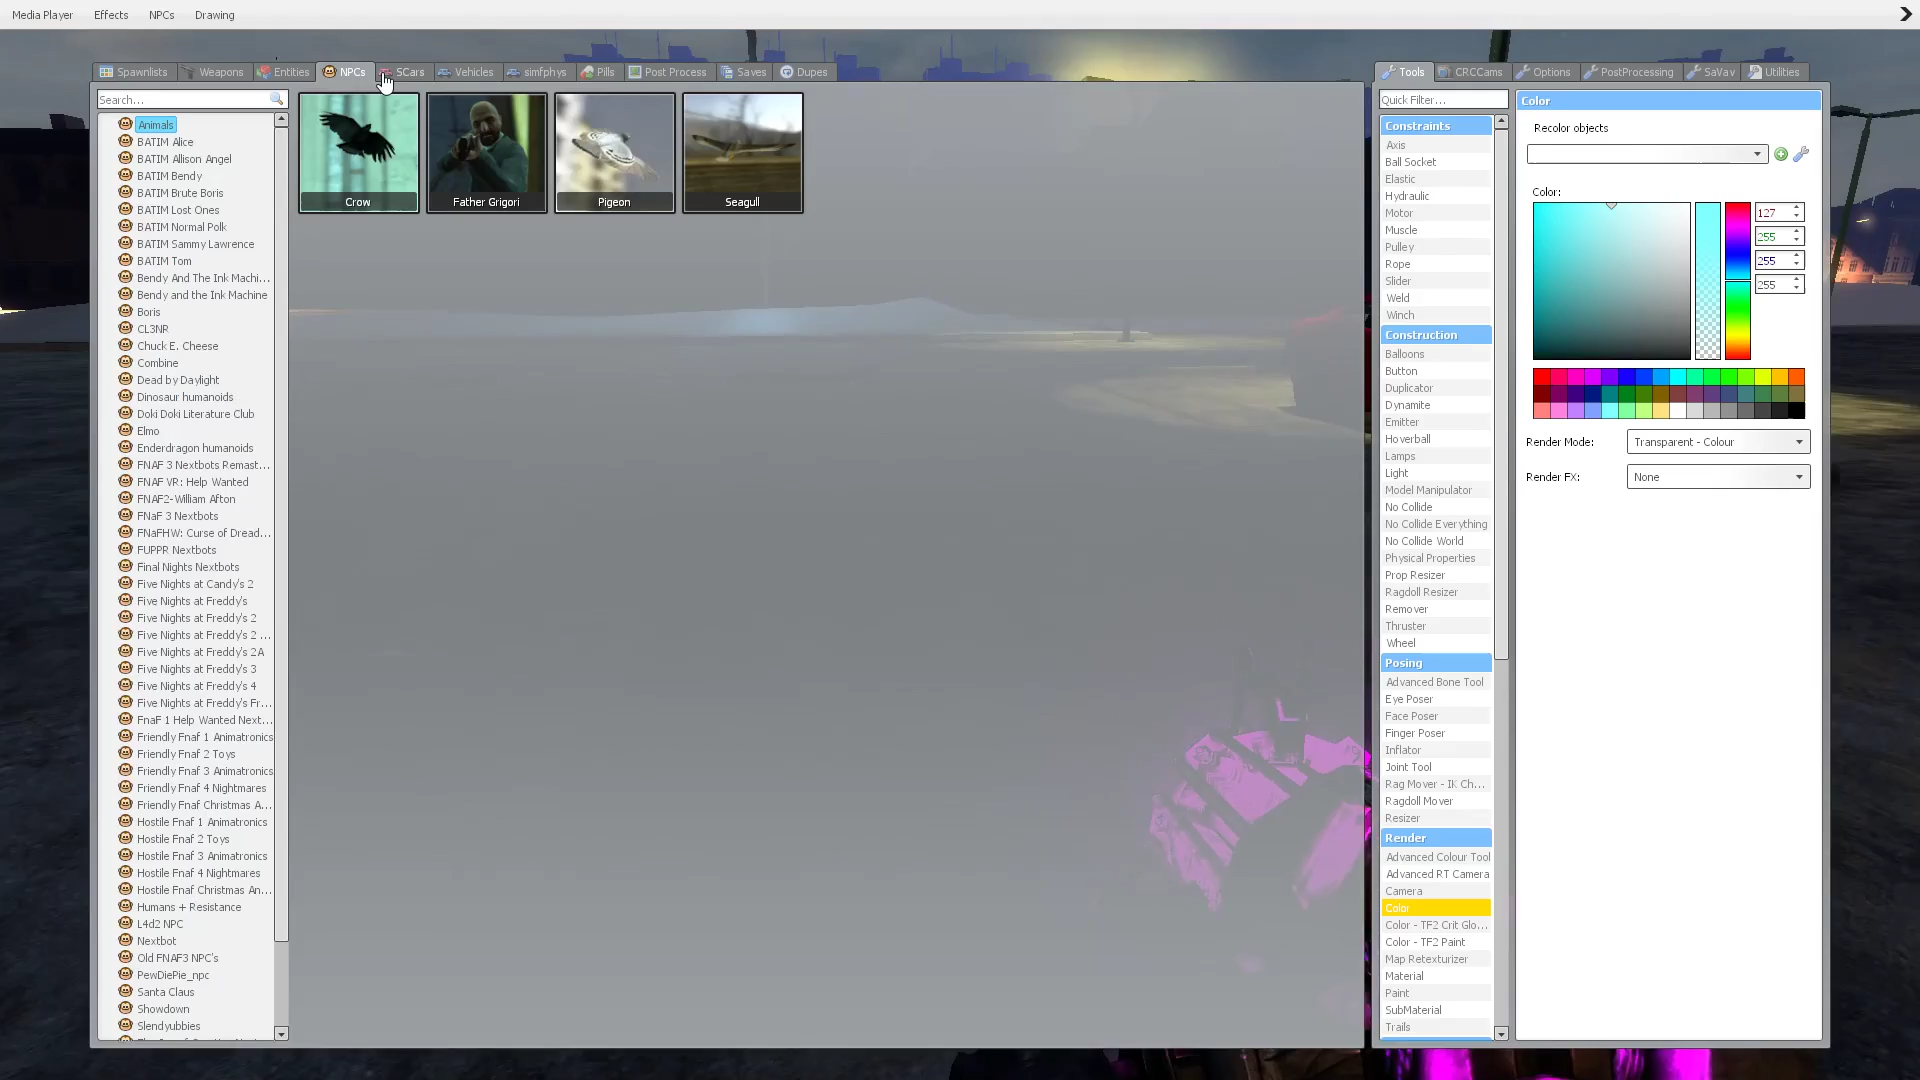 Media Player Effects NPCs Drawing
Spawnlists Weapons Entities NPCs SCars Vehicles simfphys Pills Post Process Saves Dupes
Search...
Animals
BATIM Alice
BATIM Allison Angel
BATIM Bendy
BATIM Brute Boris
BATIM Lost Ones
BATIM Normal Polk
BATIM Sammy Lawrence
BATIM Tom
Bendy And The Ink Machi...
Bendy and the Ink Machine
Boris
CL3NR
Chuck E. Cheese
Combine
Dead by Daylight
Dinosaur humanoids
Doki Doki Literature Club
Elmo
Enderdragon humanoids
FNAF 3 Nextbots Remast...
FNAF VR: Help Wanted
FNAF2-William Afton
FNaF 3 Nextbots
FNaFHW: Curse of Dread...
FUPPR Nextbots
Final Nights Nextbots
Five Nights at Candy's 2
Five Nights at Freddy's
Five Nights at Freddy's 2
Five Nights at Freddy's 2 ...
Five Nights at Freddy's 2A
Five Nights at Freddy's 3
Five Nights at Freddy's 4
Five Nights at Freddy's Fr...
FnaF 1 Help Wanted Next...
Friendly Fnaf 1 Animatronics
Friendly Fnaf 2 Toys
Friendly Fnaf 3 Animatronics
Friendly Fnaf 4 Nightmares
Friendly Fnaf Christmas A...
Hostile Fnaf 1 Animatronics
Hostile Fnaf 2 Toys
Hostile Fnaf 3 Animatronics
Hostile Fnaf 4 Nightmares
Hostile Fnaf Christmas An...
Humans + Resistance
L4d2 NPC
Nextbot
Old FNAF3 NPC's
PewDiePie_npc
Santa Claus
Showdown
Slendyubbies
Crow
Father Grigori
Pigeon
Seagull
Tools CRCCams Options PostProcessing SaVav Utilities
Quick Filter...
Constraints
Axis
Ball Socket
Elastic
Hydraulic
Motor
Muscle
Pulley
Rope
Slider
Weld
Winch
Construction
Balloons
Button
Duplicator
Dynamite
Emitter
Hoverball
Lamps
Light
Model Manipulator
No Collide
No Collide Everything
No Collide World
Physical Properties
Prop Resizer
Ragdoll Resizer
Remover
Thruster
Wheel
Posing
Advanced Bone Tool
Eye Poser
Face Poser
Finger Poser
Inflator
Joint Tool
Rag Mover - IK Ch...
Ragdoll Mover
Resizer
Render
Advanced Colour Tool
Advanced RT Camera
Camera
Color
Color - TF2 Crit Glo...
Color - TF2 Paint
Map Retexturizer
Material
Paint
SubMaterial
Trails
Color
Recolor objects
Color:
127
255
255
255
Render Mode: Transparent - Colour
Render FX: None